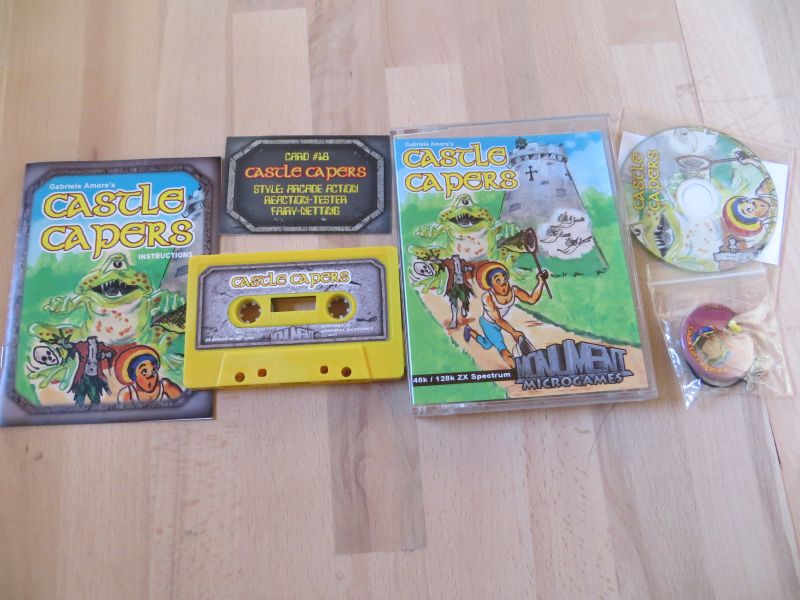 Gabriele Amore's
CASTLE
CAPERS
INSTRUCTIONS
CARD #18
CASTLE CAPERS
STYLE: ARCADE ACTION
REACTION-TESTER
FAIRY-NETTING
CASTLE CAPERS
MONUMENT
Gabriele Amore's
CASTLE
CAPERS
48k / 128k ZX Spectrum
MONUMENT
MICROGAMES
CASTLE
CAPERS